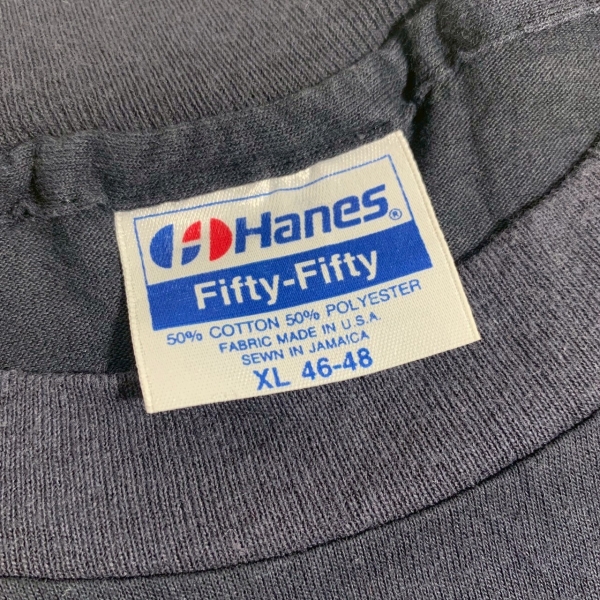 Hanes®
Fifty-Fifty
50% COTTON 50% POLYESTER
FABRIC MADE IN U.S.A.
SEWN IN JAMAICA
XL 46-48